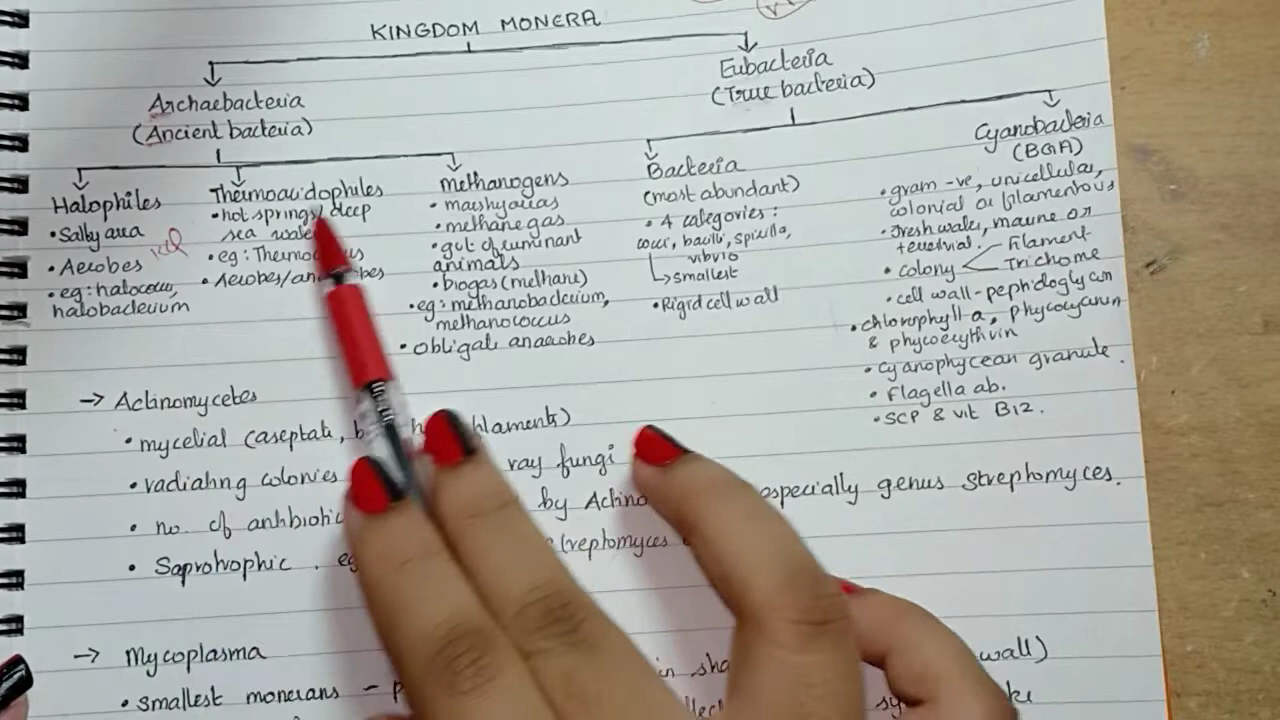 KINGDOM MONERA
Archaebacteria
(Ancient bacteria)
Eubacteria
(True bacteria)
Halophiles
• Salty area
• Aerobes
• eg: halococcus,
halobacterium
Thermoacidophiles
• hot springs/ deep
sea water
• eg: Thermo
• Aerobes/an
methanogens
• marshy areas
• methane gas
• gut of ruminant
animals
• biogas (methane)
• eg: methanobacterium,
methanococcus
• obligate anaerobes
Bacteria
(most abundant)
• 4 categories:
cocci, bacilli, spirilla,
vibrio
smallest
• Rigid cell wall
Cyanobacteria
(BGA)
• gram -ve, unicellular,
colonial or filamentous
• Fresh water, marine or
terrestrial.
• colony
Filament
Trichome
• cell wall-pephdoglycan
• chlorophyll a, phycocyanin
& phycoerythrin
• cyanophycean granule.
• Flagella ab.
• SCP & vit B12.
→ Actinomycetes
• mycelial (aseptate, filaments)
• radiating colonies ray fungi
• no. of antibiotic by Actino especially genus Streptomyces.
• Saprotrophic. eg
→ Mycoplasma
in sha wall)
• smallest monerans - p